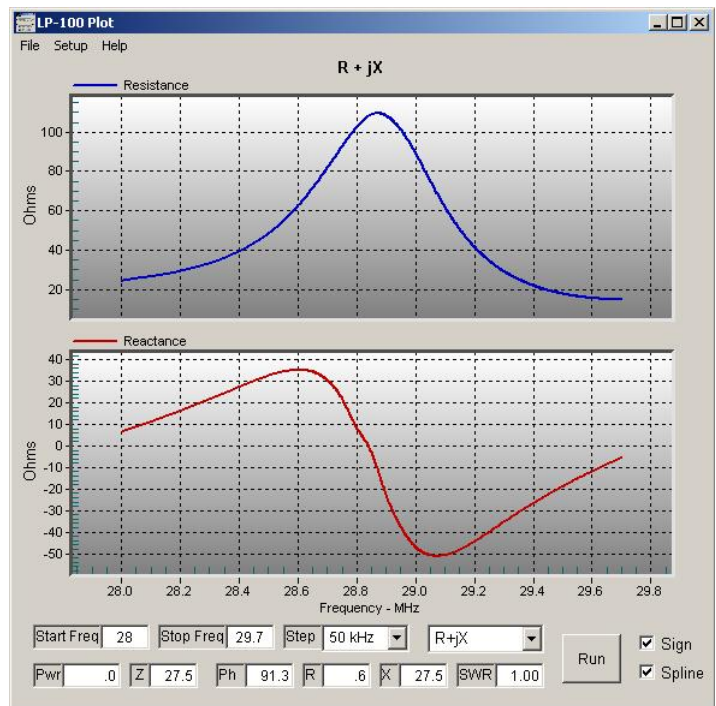 LP-100 Plot
File Setup Help
R + jX
Resistance
100
80
60
40
20
Ohms
Reactance
40
30
20
10
0
-10
-20
-30
-40
-50
Ohms
28.0 28.2 28.4 28.6 28.8 29.0 29.2 29.4 29.6 29.8
Frequency - MHz
Start Freq 28 Stop Freq 29.7 Step 50 kHz R+jX Run Sign
Pwr .0 Z 27.5 Ph 91.3 R .6 X 27.5 SWR 1.00 Spline